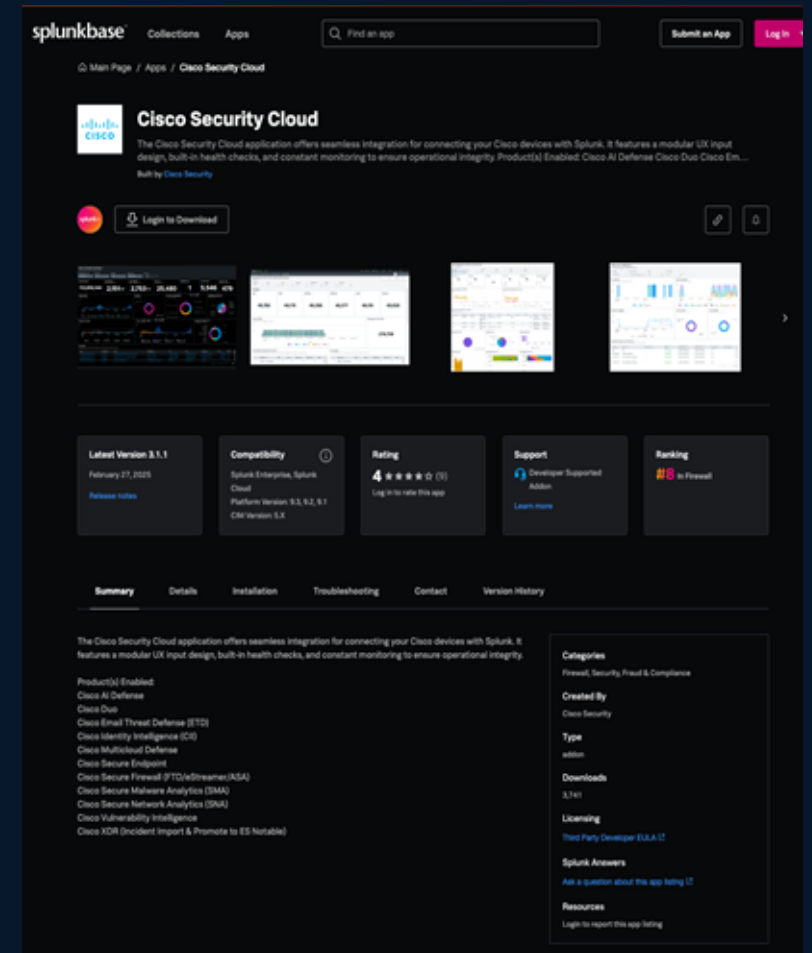 splunkbase
Collections
Apps
Find an app
Submit an App
Log In
Main Page / Apps / Cisco Security Cloud
CISCO
Cisco Security Cloud
The Cisco Security Cloud application offers seamless integration for connecting your Cisco devices with Splunk. It features a modular UX input
design, built-in health checks, and constant monitoring to ensure operational integrity. Product(s) Enabled: Cisco AI Defense Cisco Duo Cisco Em...
Built by Cisco Security
splunk>
Login to Download
Latest Version 3.1.1
February 27, 2025
Release notes
Compatibility
Splunk Enterprise, Splunk
Cloud
Platform Version: 9.3, 9.2, 9.1
CIM Version: 5.X
Rating
4 ★★★★☆ (9)
Log in to rate this app
Support
Developer Supported
Addon
Learn more
Ranking
#8 in Firewall
Summary
Details
Installation
Troubleshooting
Contact
Version History
The Cisco Security Cloud application offers seamless integration for connecting your Cisco devices with Splunk. It
features a modular UX input design, built-in health checks, and constant monitoring to ensure operational integrity.
Product(s) Enabled:
Cisco AI Defense
Cisco Duo
Cisco Email Threat Defense (ETD)
Cisco Identity Intelligence (CII)
Cisco Multicloud Defense
Cisco Secure Endpoint
Cisco Secure Firewall (FTD/eStreamer/ASA)
Cisco Secure Malware Analytics (SMA)
Cisco Secure Network Analytics (SNA)
Cisco Vulnerability Intelligence
Cisco XDR (Incident Import & Promote to ES Notable)
Categories
Firewall, Security, Fraud & Compliance
Created By
Cisco Security
Type
addon
Downloads
3,741
Licensing
Third Party Developer EULA
Splunk Answers
Ask a question about this app listing
Resources
Login to report this app listing